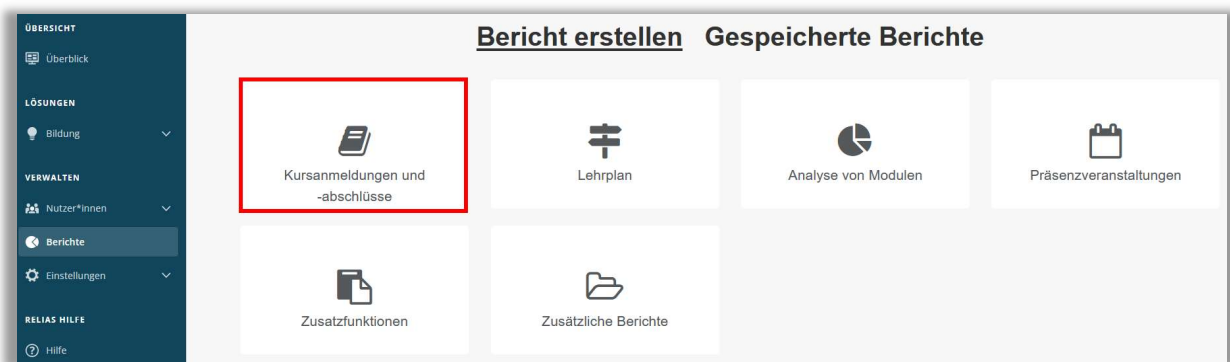 ÜBERSICHT
Überblick
LÖSUNGEN
Bildung
VERWALTEN
Nutzer*innen
Berichte
Einstellungen
RELIAS HILFE
Hilfe
Bericht erstellen Gespeicherte Berichte
Kursanmeldungen und
-abschlüsse
Lehrplan
Analyse von Modulen
Präsenzveranstaltungen
Zusatzfunktionen
Zusätzliche Berichte